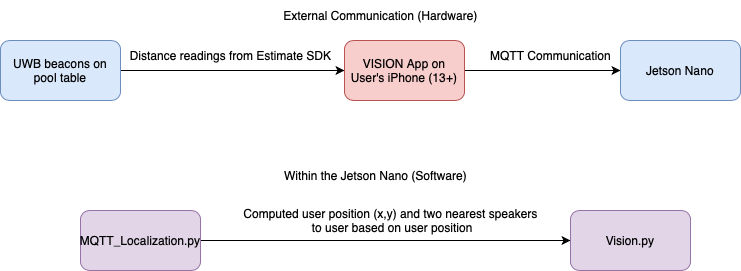 External Communication (Hardware)
UWB beacons on
pool table
Distance readings from Estimate SDK
VISION App on
User's iPhone (13+)
MQTT Communication
Jetson Nano
Within the Jetson Nano (Software)
MQTT_Localization.py
Computed user position (x,y) and two nearest speakers
to user based on user position
Vision.py